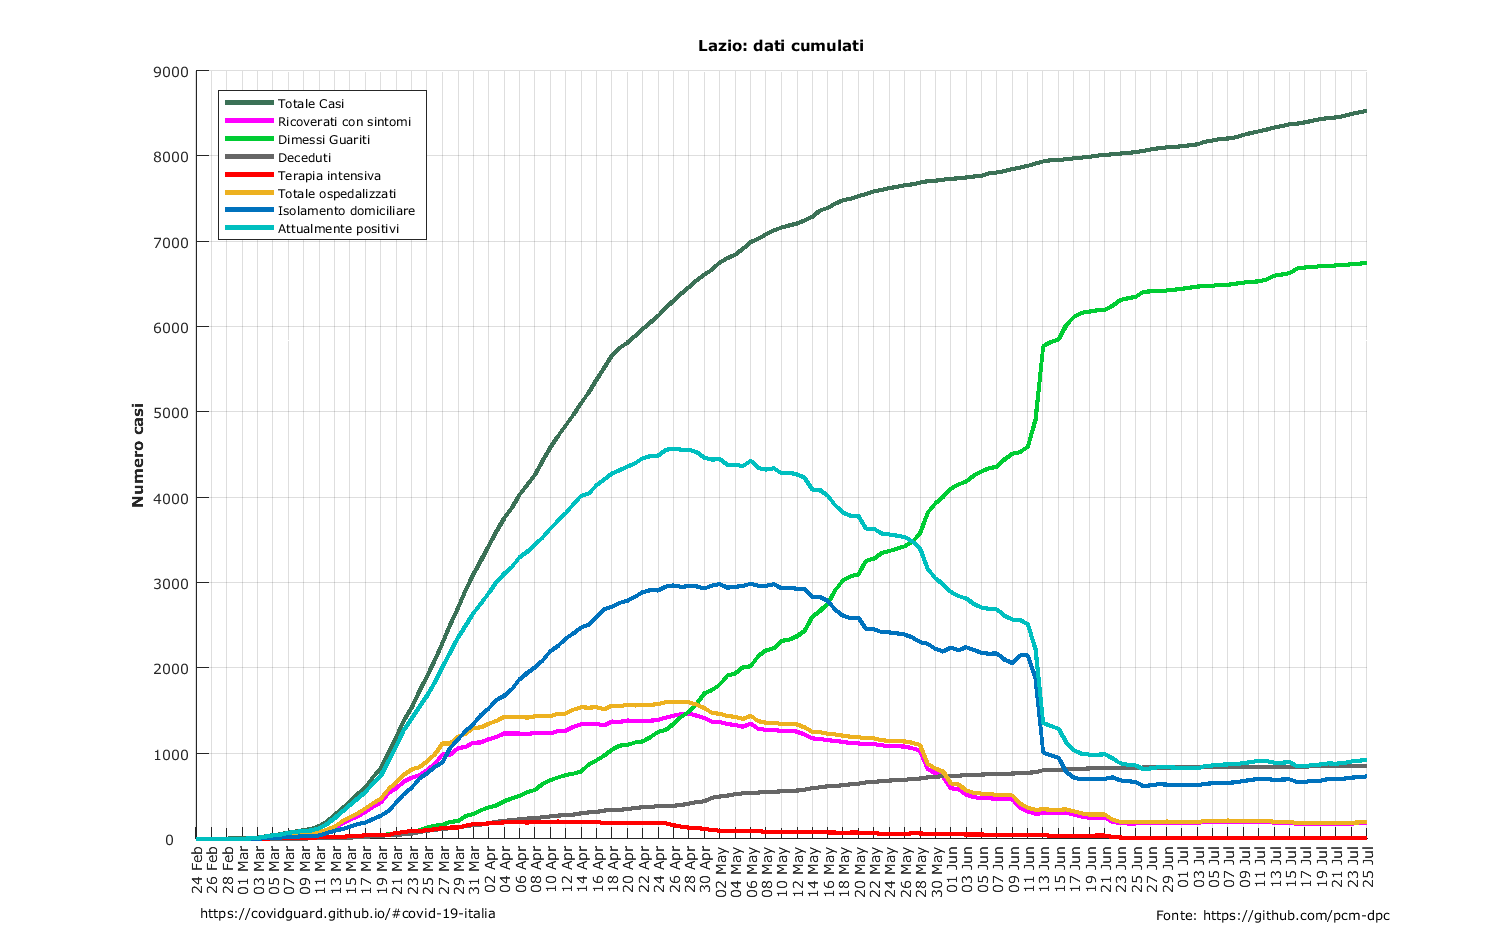 Lazio: dati cumulati
Numero casi
9000
8000
7000
6000
5000
4000
3000
2000
1000
0
Totale Casi
Ricoverati con sintomi
Dimessi Guariti
Deceduti
Terapia intensiva
Totale ospedalizzati
Isolamento domiciliare
Attualmente positivi
24 Feb
26 Feb
28 Feb
01 Mar
03 Mar
05 Mar
07 Mar
09 Mar
11 Mar
13 Mar
15 Mar
17 Mar
19 Mar
21 Mar
23 Mar
25 Mar
27 Mar
29 Mar
31 Mar
02 Apr
04 Apr
06 Apr
08 Apr
10 Apr
12 Apr
14 Apr
16 Apr
18 Apr
20 Apr
22 Apr
24 Apr
26 Apr
28 Apr
30 Apr
02 May
04 May
06 May
08 May
10 May
12 May
14 May
16 May
18 May
20 May
22 May
24 May
26 May
28 May
30 May
01 Jun
03 Jun
05 Jun
07 Jun
09 Jun
11 Jun
13 Jun
15 Jun
17 Jun
19 Jun
21 Jun
23 Jun
25 Jun
27 Jun
29 Jun
01 Jul
03 Jul
05 Jul
07 Jul
09 Jul
11 Jul
13 Jul
15 Jul
17 Jul
19 Jul
21 Jul
23 Jul
25 Jul
https://covidguard.github.io/#covid-19-italia
Fonte: https://github.com/pcm-dpc